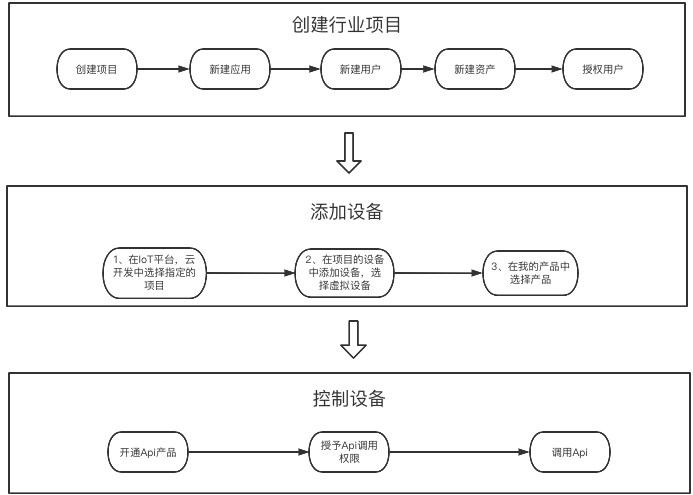 创建行业项目
创建项目
新建应用
新建用户
新建资产
授权用户
添加设备
1、在IoT平台，云
开发中选择指定的
项目
2、在项目的设备
中添加设备，选
择虚拟设备
3、在我的产品中
选择产品
控制设备
开通Api产品
授予Api调用
权限
调用Api